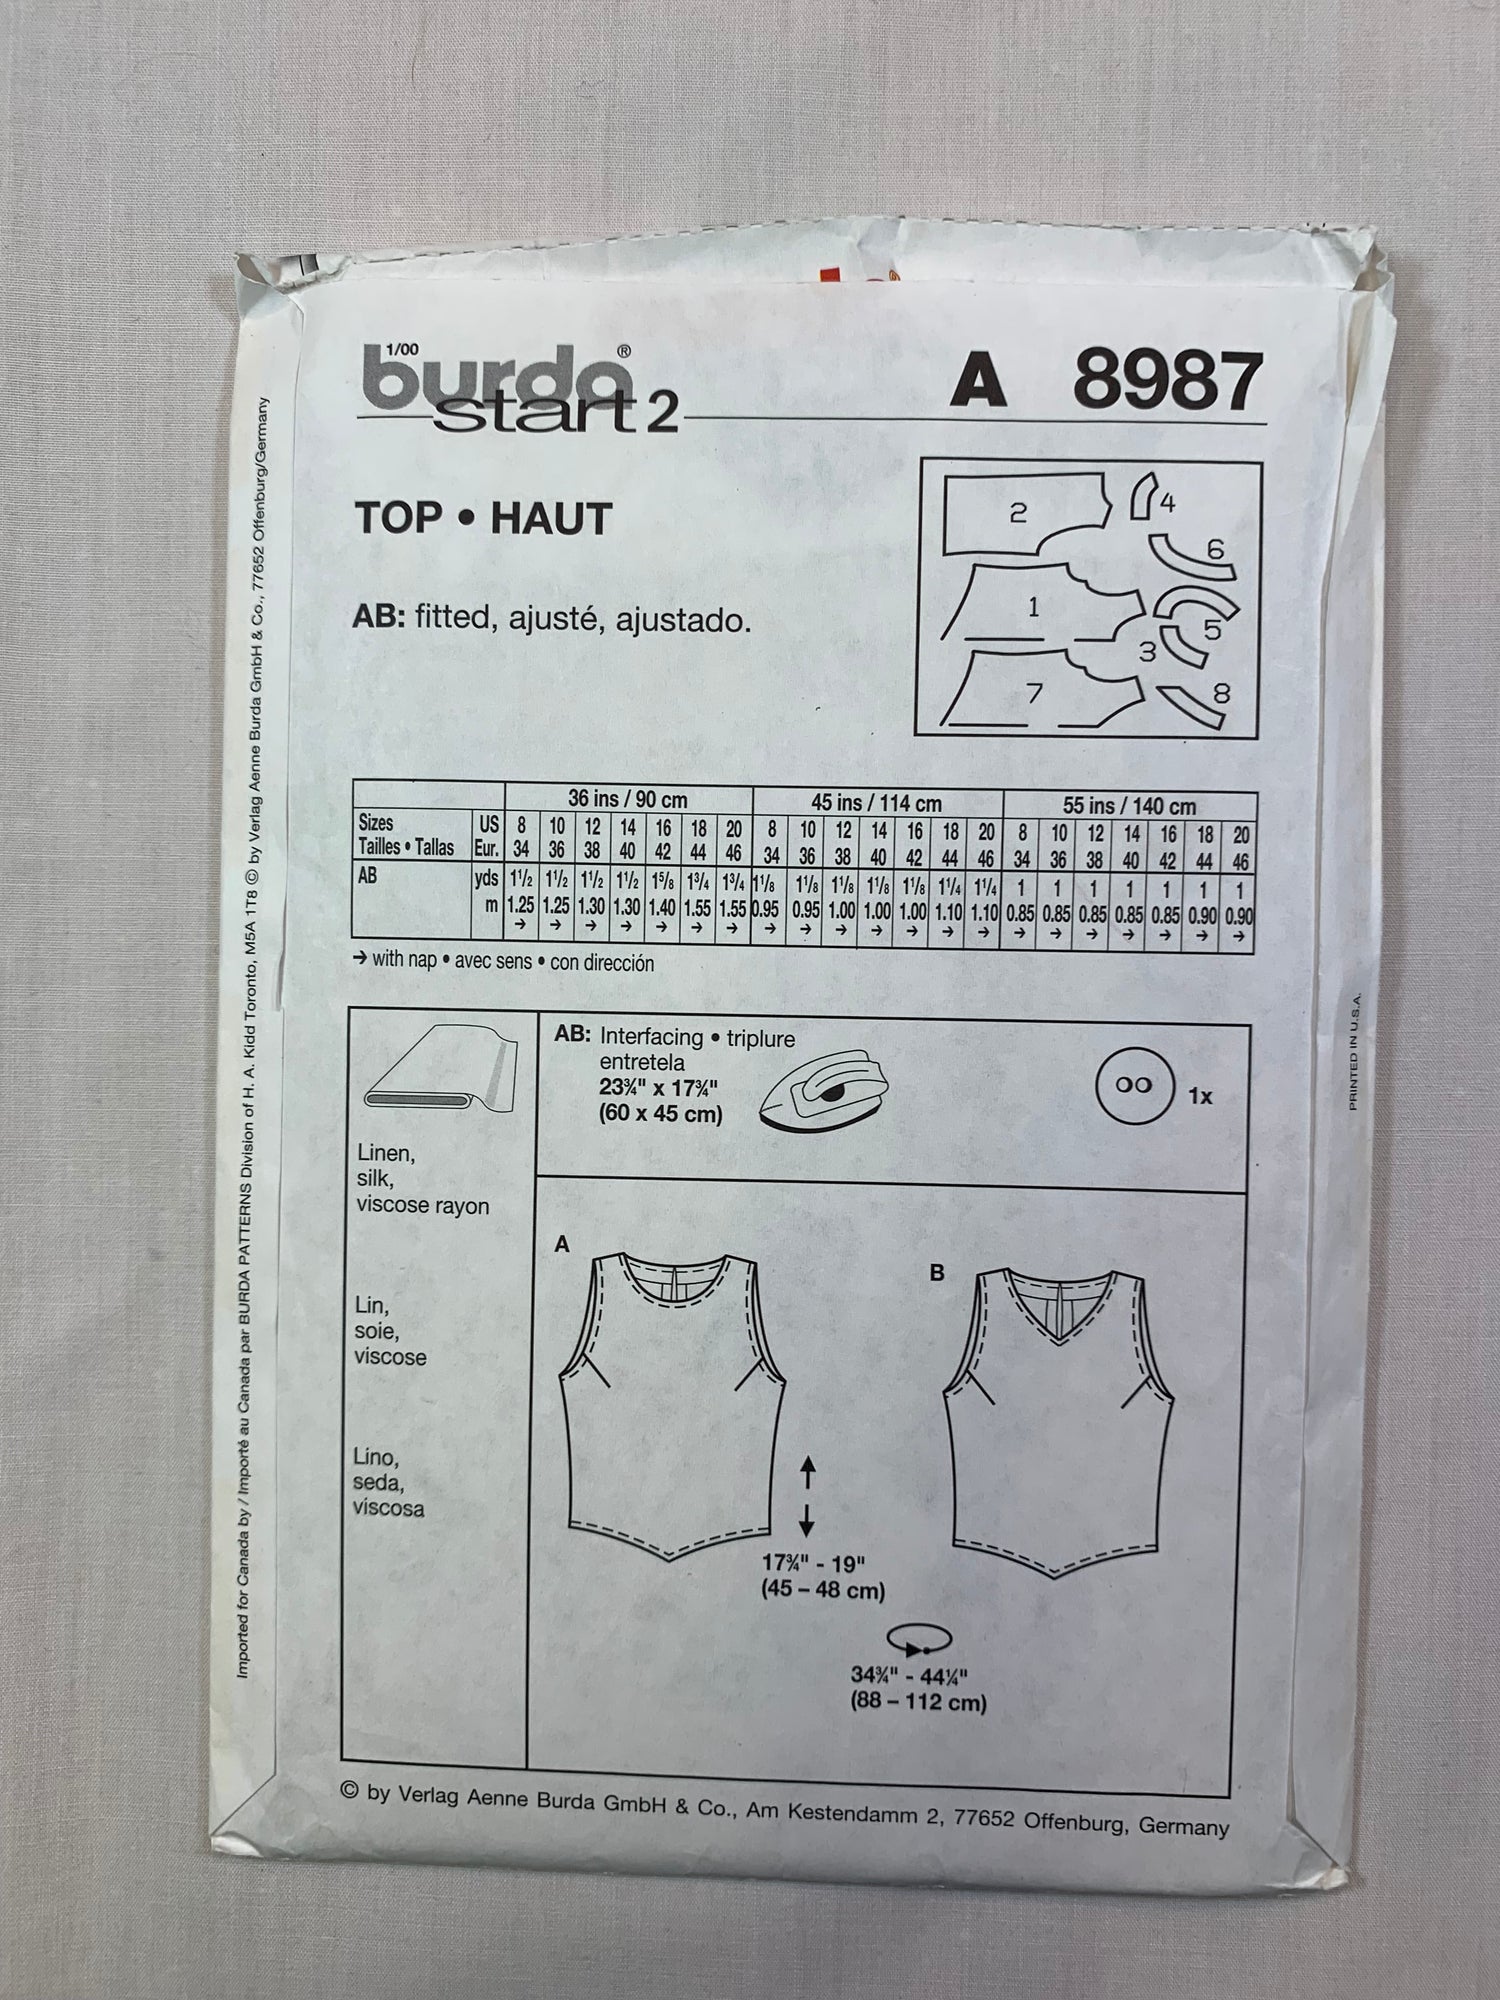 1/00
burda®
start 2
A 8987
TOP • HAUT
AB: fitted, ajusté, ajustado.
2
4
6
1
5
3
7
8
36 ins / 90 cm 45 ins / 114 cm 55 ins / 140 cm
Sizes US 8 10 12 14 16 18 20 8 10 12 14 16 18 20 8 10 12 14 16 18 20
Tailles • Tallas Eur. 34 36 38 40 42 44 46 34 36 38 40 42 44 46 34 36 38 40 42 44 46
AB yds 1½ 1½ 1½ 1½ 1⅝ 1¾ 1¾ 1⅛ 1⅛ 1⅛ 1⅛ 1⅛ 1¼ 1¼ 1 1 1 1 1 1 1
m 1.25 1.25 1.30 1.30 1.40 1.55 1.55 0.95 0.95 1.00 1.00 1.00 1.10 1.10 0.85 0.85 0.85 0.85 0.85 0.90 0.90
→ → → → → → → → → → → → → → → → → → → → →
→ with nap • avec sens • con dirección
AB: Interfacing • triplure
entretela
23¾" x 17¾"
(60 x 45 cm)
1x
Linen,
silk,
viscose rayon
Lin,
soie,
viscose
Lino,
seda,
viscosa
A
B
17¾" - 19"
(45 – 48 cm)
34¾" - 44¼"
(88 – 112 cm)
© by Verlag Aenne Burda GmbH & Co., Am Kestendamm 2, 77652 Offenburg, Germany
Imported for Canada by / Importé au Canada par BURDA PATTERNS Division of H. A. Kidd Toronto, M5A 1T8 © by Verlag Aenne Burda GmbH & Co., 77652 Offenburg/Germany
PRINTED IN U.S.A.